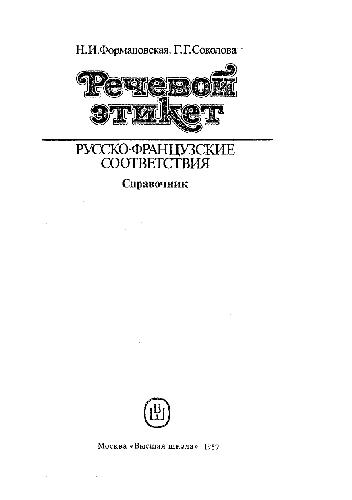 Н.И.Формановская, Г.Г.Соколова
Речевой
этикет
РУССКО-ФРАНЦУЗСКИЕ
СООТВЕТСТВИЯ
Справочник
Москва «Высшая школа»